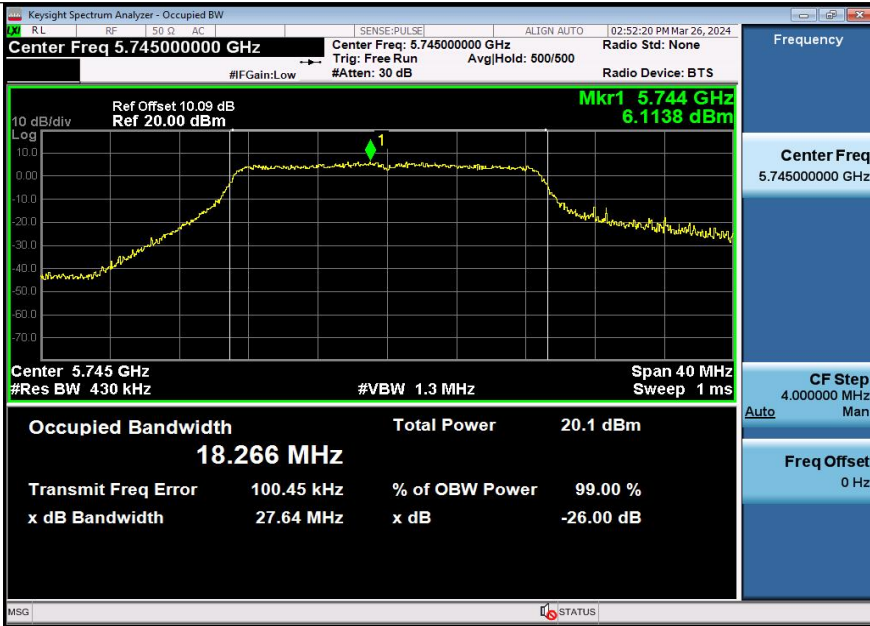 Keysight Spectrum Analyzer - Occupied BW
LXI RL RF 50 Ω AC SENSE:PULSE ALIGN AUTO 02:52:20 PM Mar 26, 2024
Center Freq 5.745000000 GHz
Center Freq: 5.745000000 GHz Radio Std: None
Trig: Free Run Avg|Hold: 500/500
#IFGain:Low #Atten: 30 dB Radio Device: BTS
Ref Offset 10.09 dB Mkr1 5.744 GHz
10 dB/div Ref 20.00 dBm 6.1138 dBm
Log
1
10.0
0.00
-10.0
-20.0
-30.0
-40.0
-50.0
-60.0
-70.0
Center 5.745 GHz Span 40 MHz
#Res BW 430 kHz #VBW 1.3 MHz Sweep 1 ms
Occupied Bandwidth Total Power 20.1 dBm
18.266 MHz
Transmit Freq Error 100.45 kHz % of OBW Power 99.00 %
x dB Bandwidth 27.64 MHz x dB -26.00 dB
MSG STATUS
Frequency
Center Freq
5.745000000 GHz
CF Step
4.000000 MHz
Auto Man
Freq Offset
0 Hz